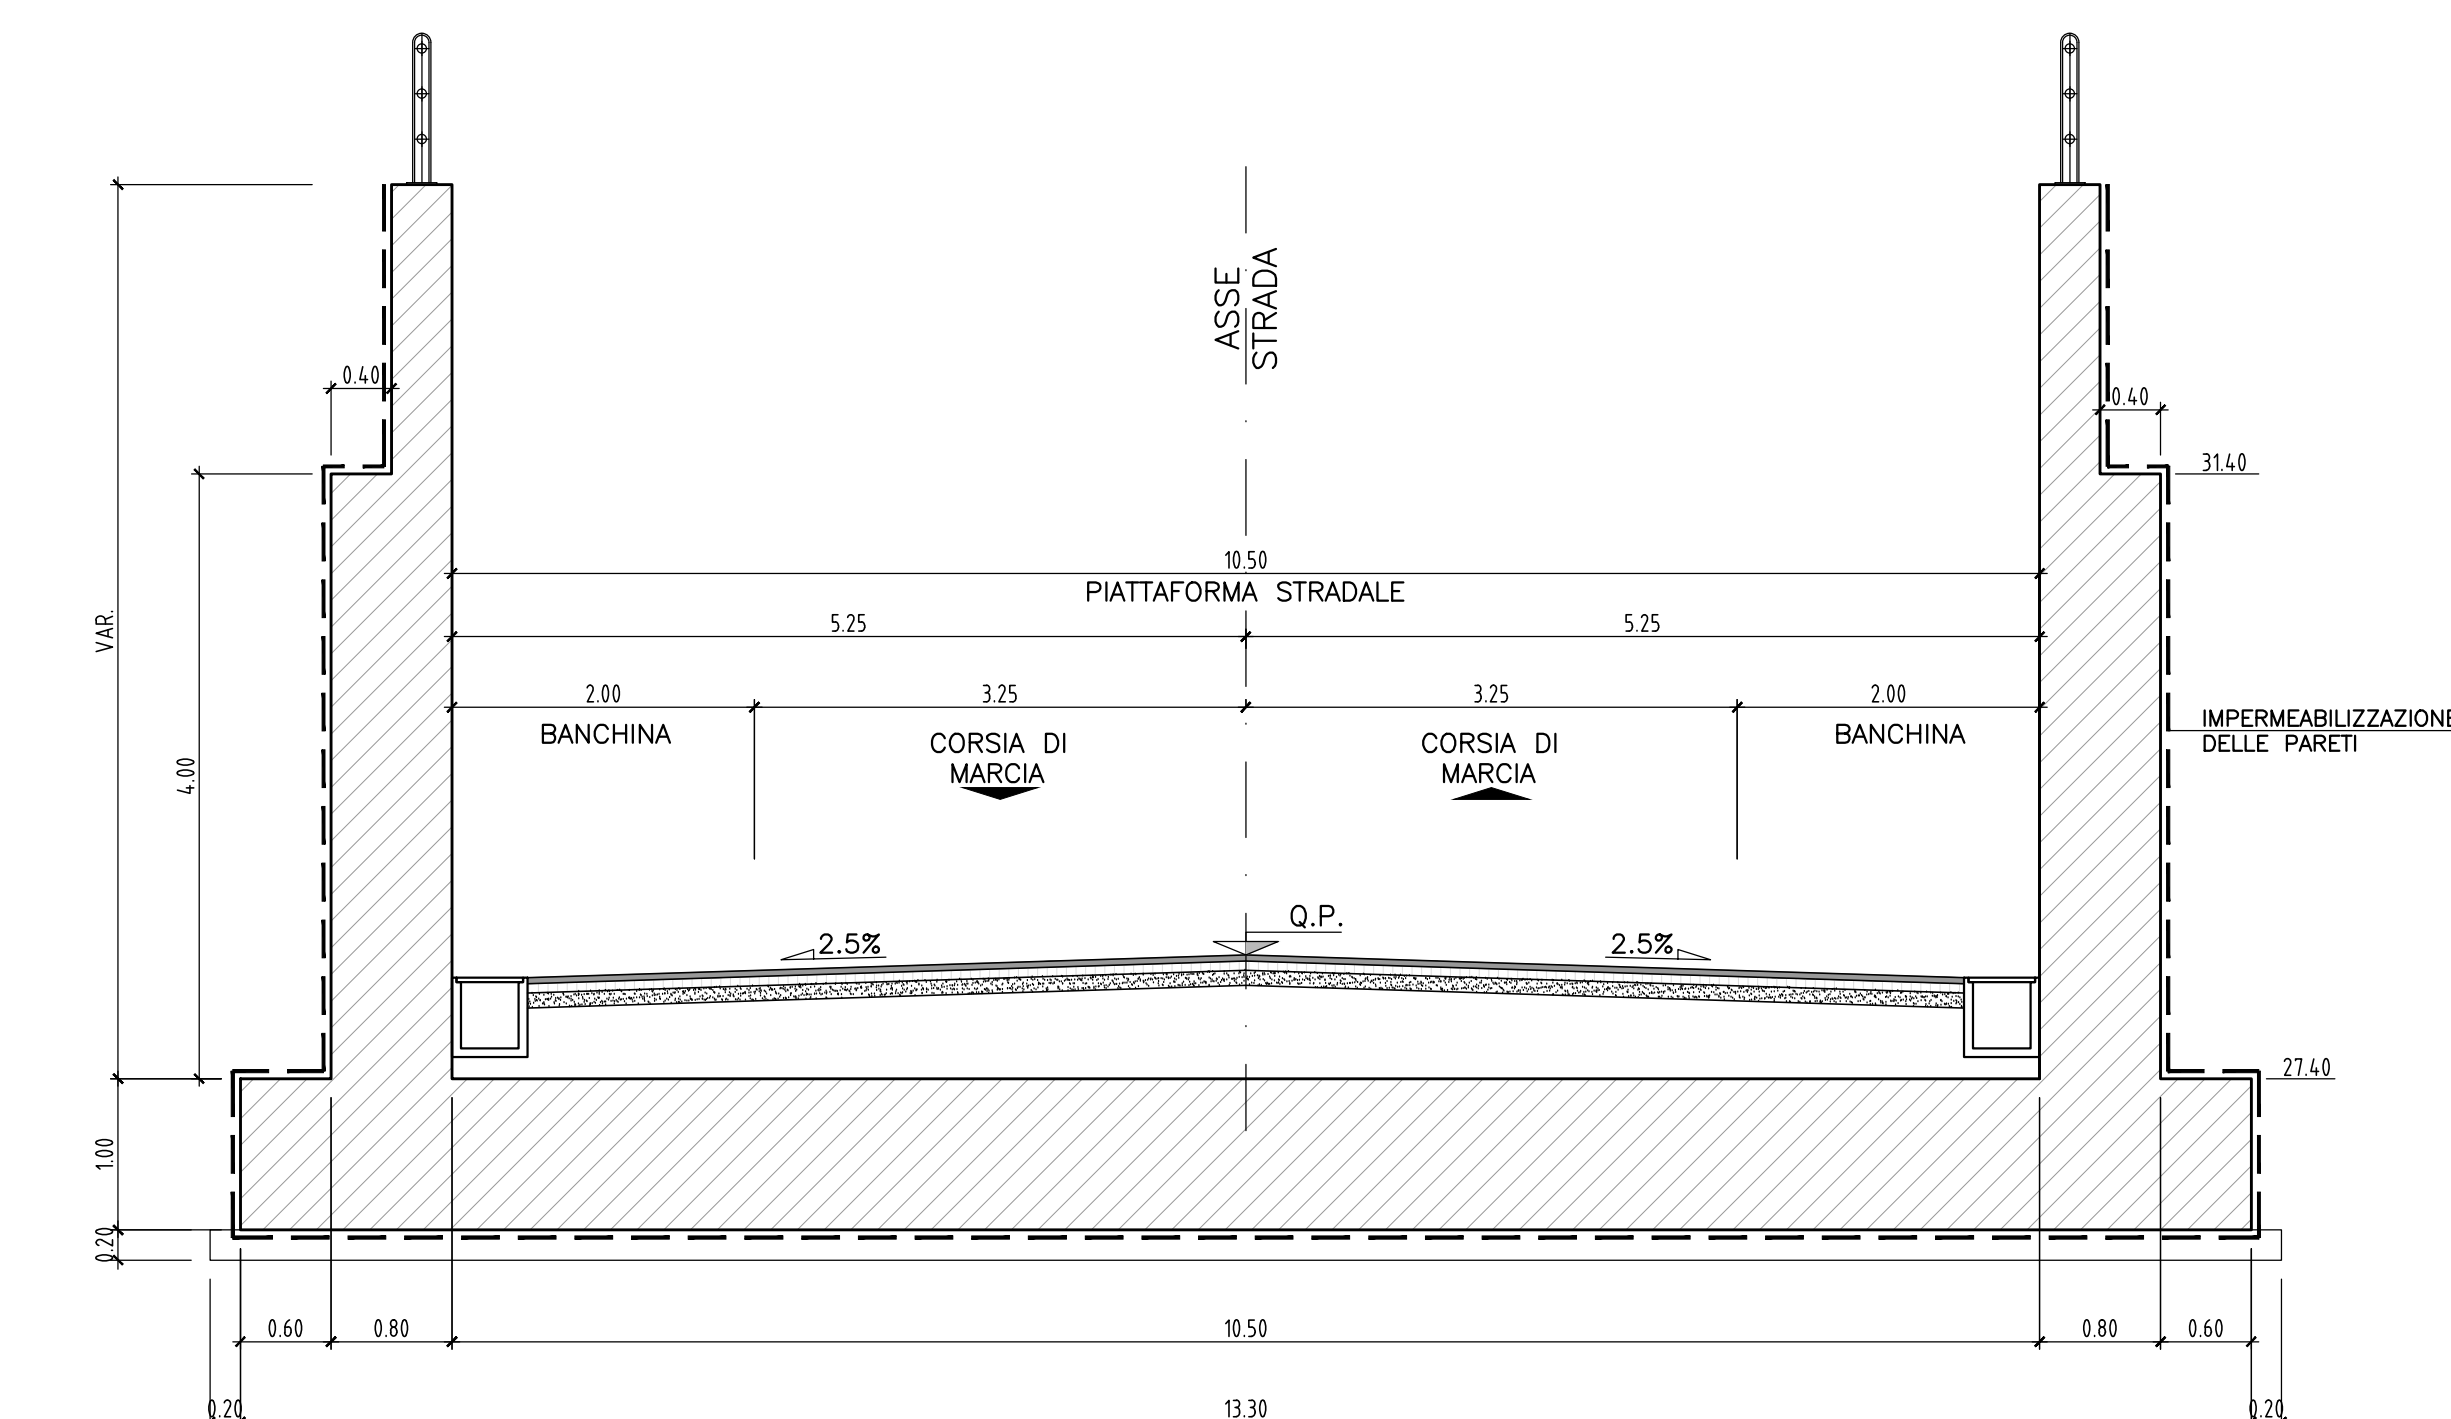 ASSE
STRADA
0.40
0.40
31.40
10.50
PIATTAFORMA STRADALE
VAR.
5.25
5.25
2.00
3.25
3.25
2.00
BANCHINA
CORSIA DI
MARCIA
CORSIA DI
MARCIA
BANCHINA
IMPERMEABILIZZAZIONE
DELLE PARETI
4.00
Q.P.
2.5%
2.5%
27.40
1.00
0.20
0.60
0.80
10.50
0.80
0.60
0.20
13.30
0.20